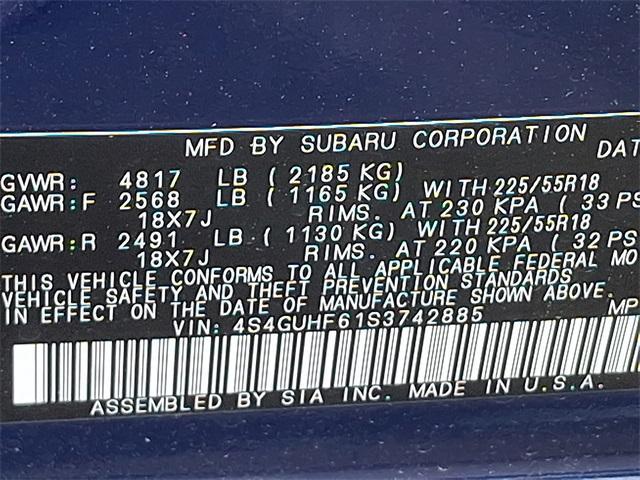 MFD BY SUBARU CORPORATION DAT
GVWR: 4817 LB ( 2185 KG)
GAWR: F 2568 LB ( 1165 KG) WITH 225/55R18
18X7J RIMS. AT 230 KPA ( 33 PS
GAWR: R 2491 LB ( 1130 KG) WITH 225/55R18
18X7J RIMS. AT 220 KPA ( 32 PS
THIS VEHICLE CONFORMS TO ALL APPLICABLE FEDERAL MO
VEHICLE SAFETY AND THEFT PREVENTION STANDARDS
IN EFFECT ON THE DATE OF MANUFACTURE SHOWN ABOVE.
VIN: 4S4GUHF61S3742885 MP
ASSEMBLED BY SIA INC. MADE IN U.S.A.